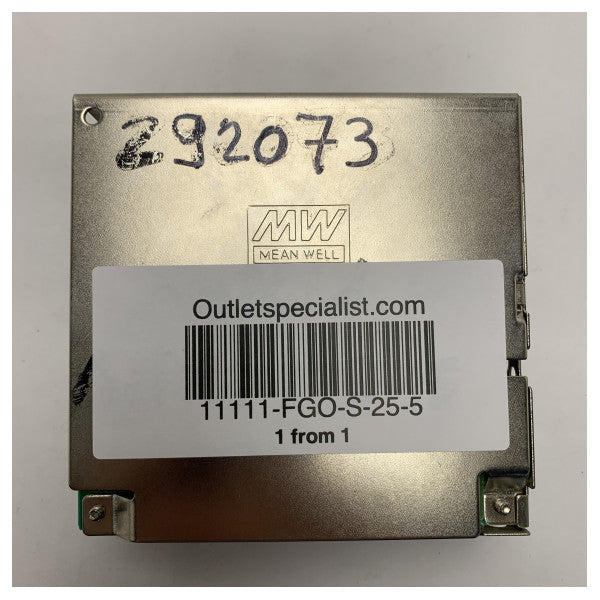 292073
MW
MEAN WELL
Outletspecialist.com
11111-FGO-S-25-5
1 from 1